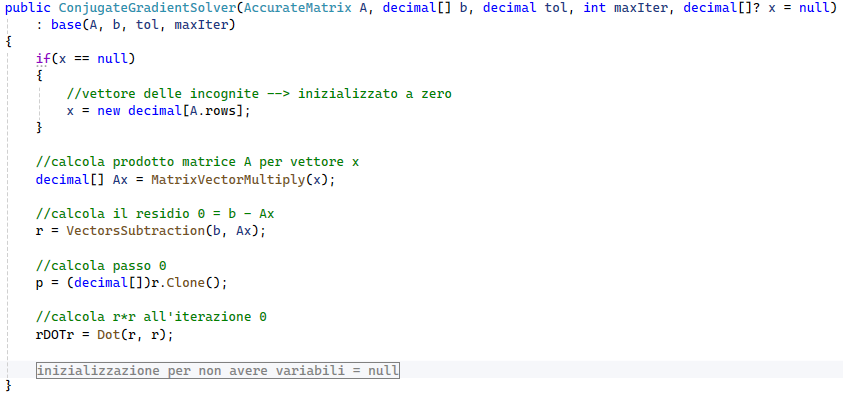 public ConjugateGradientSolver(AccurateMatrix A, decimal[] b, decimal tol, int maxIter, decimal[]? x = null)
: base(A, b, tol, maxIter)
{
if(x == null)
{
//vettore delle incognite --> inizializzato a zero
x = new decimal[A.rows];
}
//calcola prodotto matrice A per vettore x
decimal[] Ax = MatrixVectorMultiply(x);
//calcola il residio 0 = b - Ax
r = VectorsSubtraction(b, Ax);
//calcola passo 0
p = (decimal[])r.Clone();
//calcola r*r all'iterazione 0
rDOTr = Dot(r, r);
inizializzazione per non avere variabili = null
}